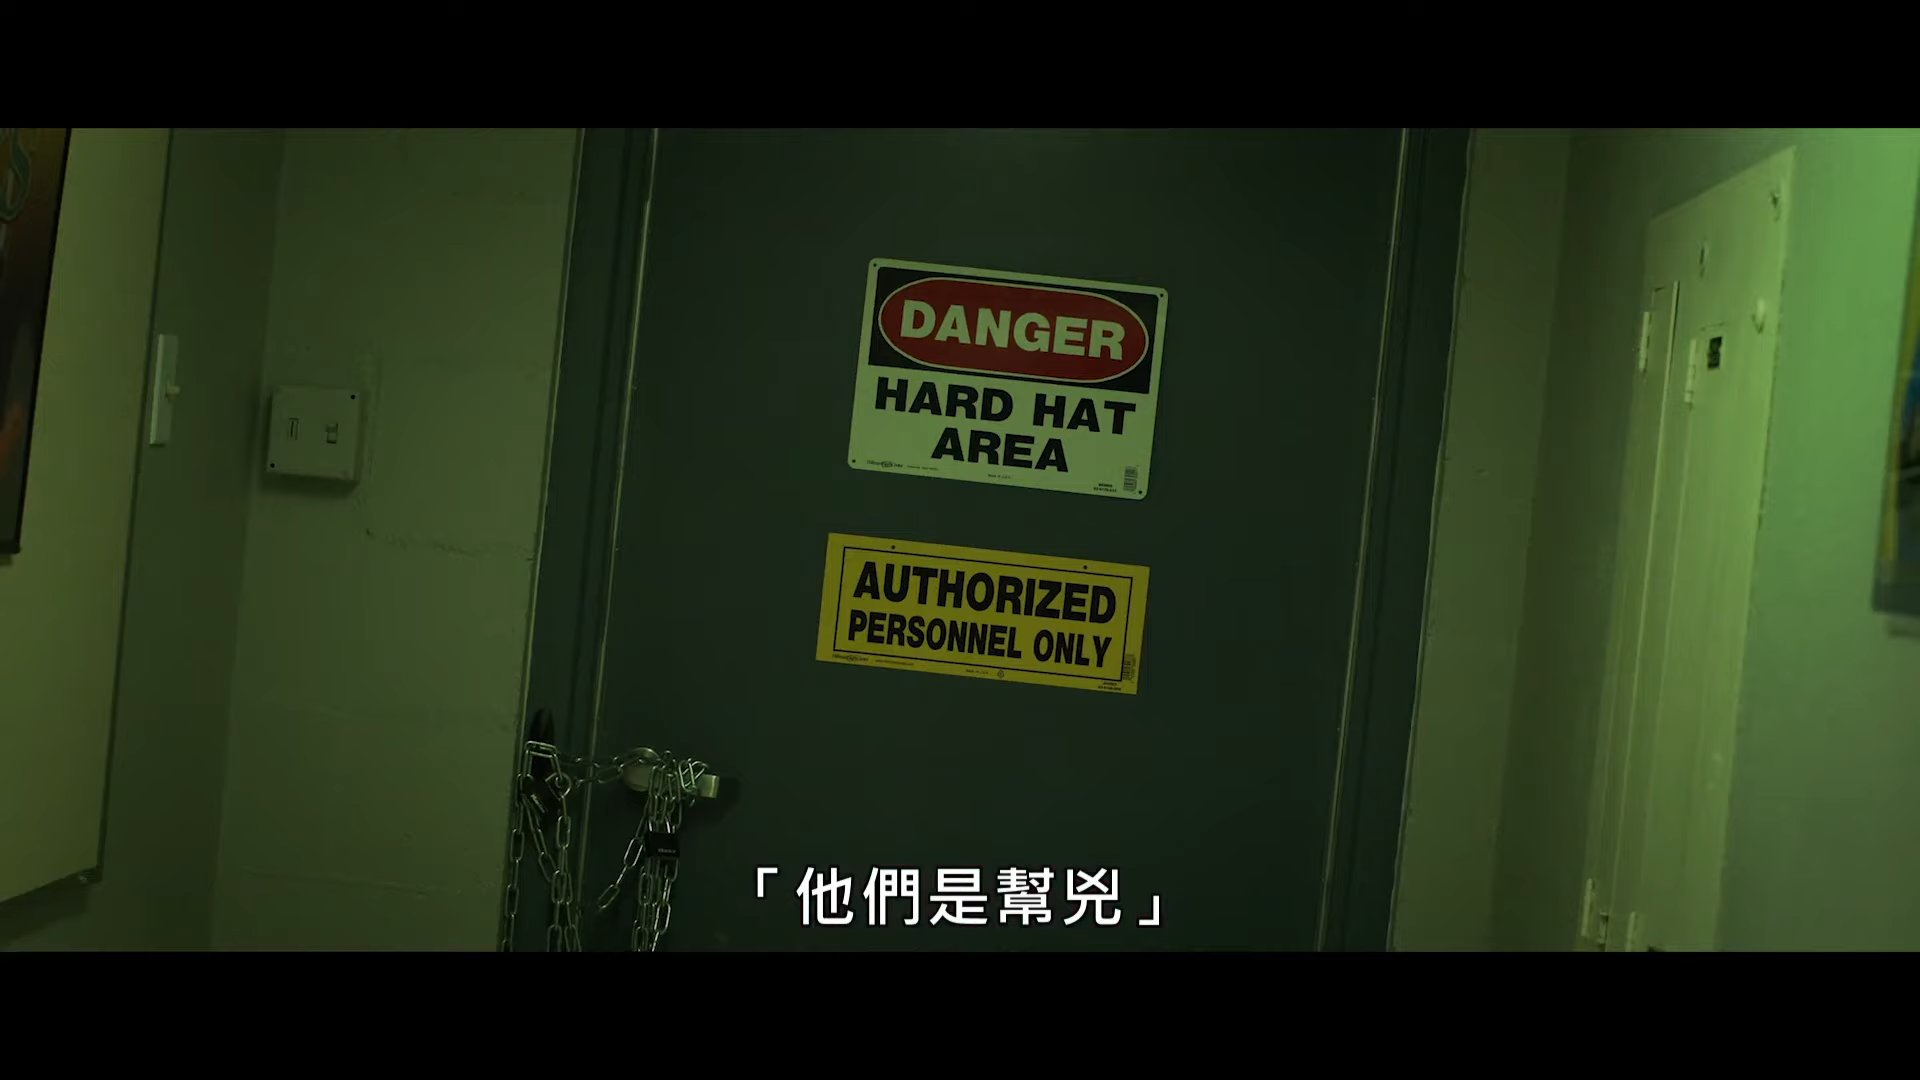 DANGER
HARD HAT
AREA
AUTHORIZED
PERSONNEL ONLY
「他們是幫兇」